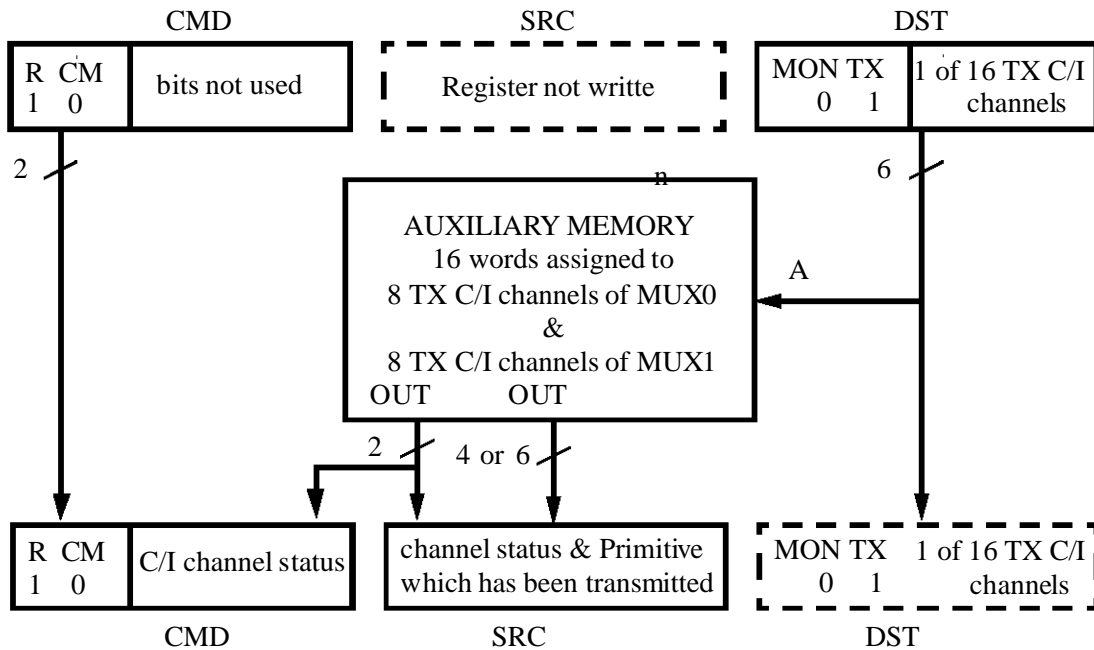 CMD
SRC
DST
R CM
1 0
bits not used
Register not writte
n
MON TX
0 1
1 of 16 TX C/I
channels
2
6
AUXILIARY MEMORY
16 words assigned to
8 TX C/I channels of MUX0
&
8 TX C/I channels of MUX1
OUT OUT
A
2
4 or 6
R CM
1 0
C/I channel status
channel status & Primitive
which has been transmitted
MON TX
0 1
1 of 16 TX C/I
channels
CMD
SRC
DST